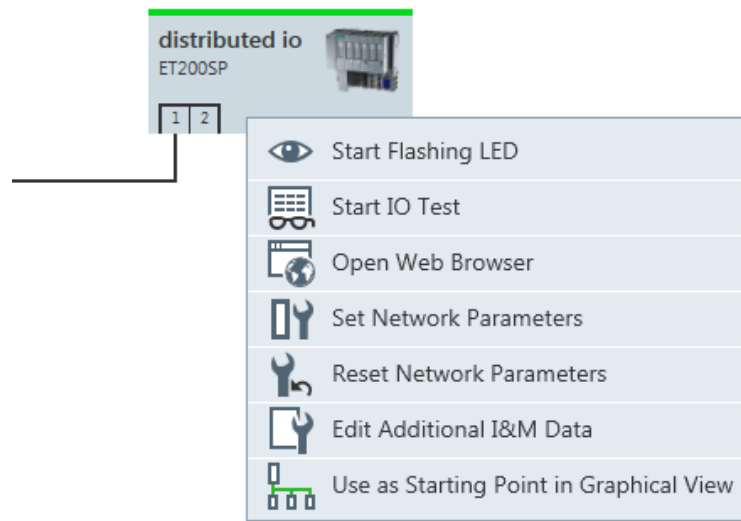 distributed io
ET200SP
1 2
Start Flashing LED
Start IO Test
Open Web Browser
Set Network Parameters
Reset Network Parameters
Edit Additional I&M Data
Use as Starting Point in Graphical View